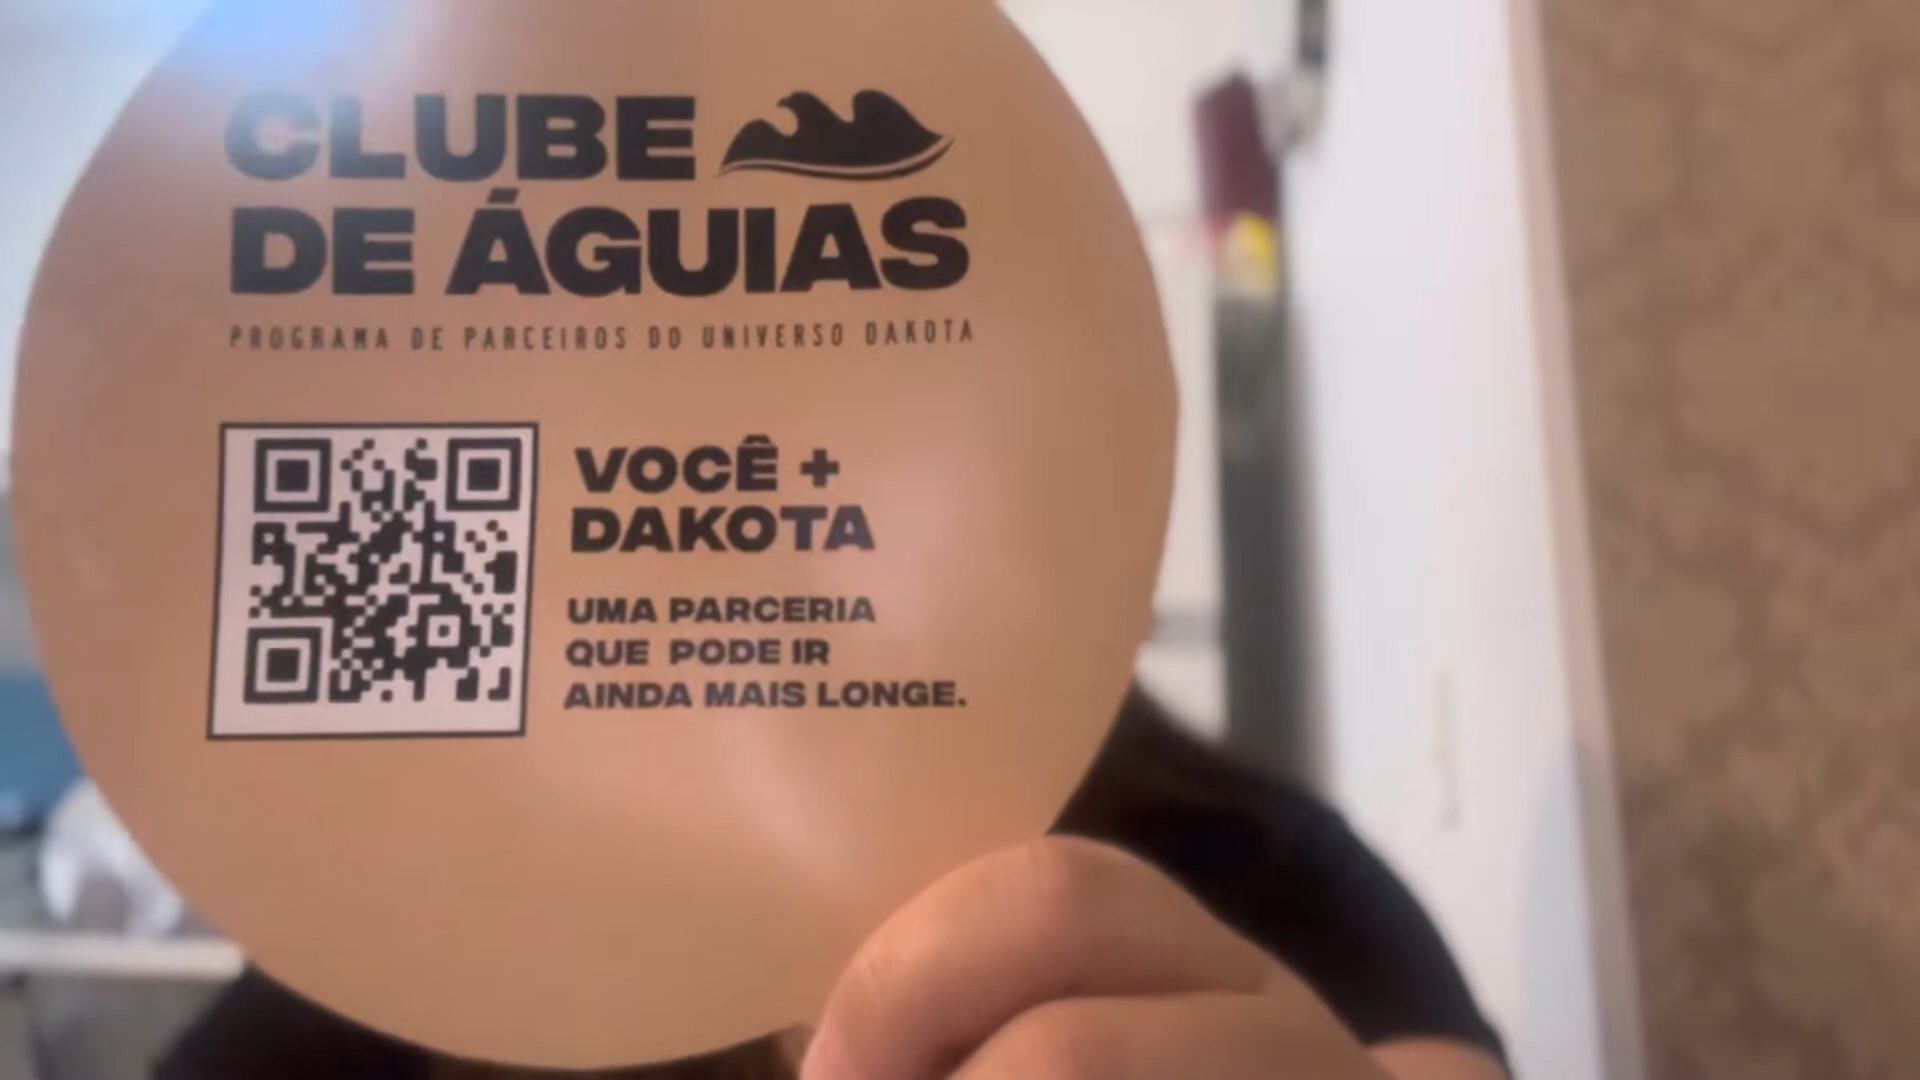 CLUBE
DE ÁGUIAS
PROGRAMA DE PARCEIROS DO UNIVERSO DAKOTA
VOCÊ +
DAKOTA
UMA PARCERIA
QUE PODE IR
AINDA MAIS LONGE.